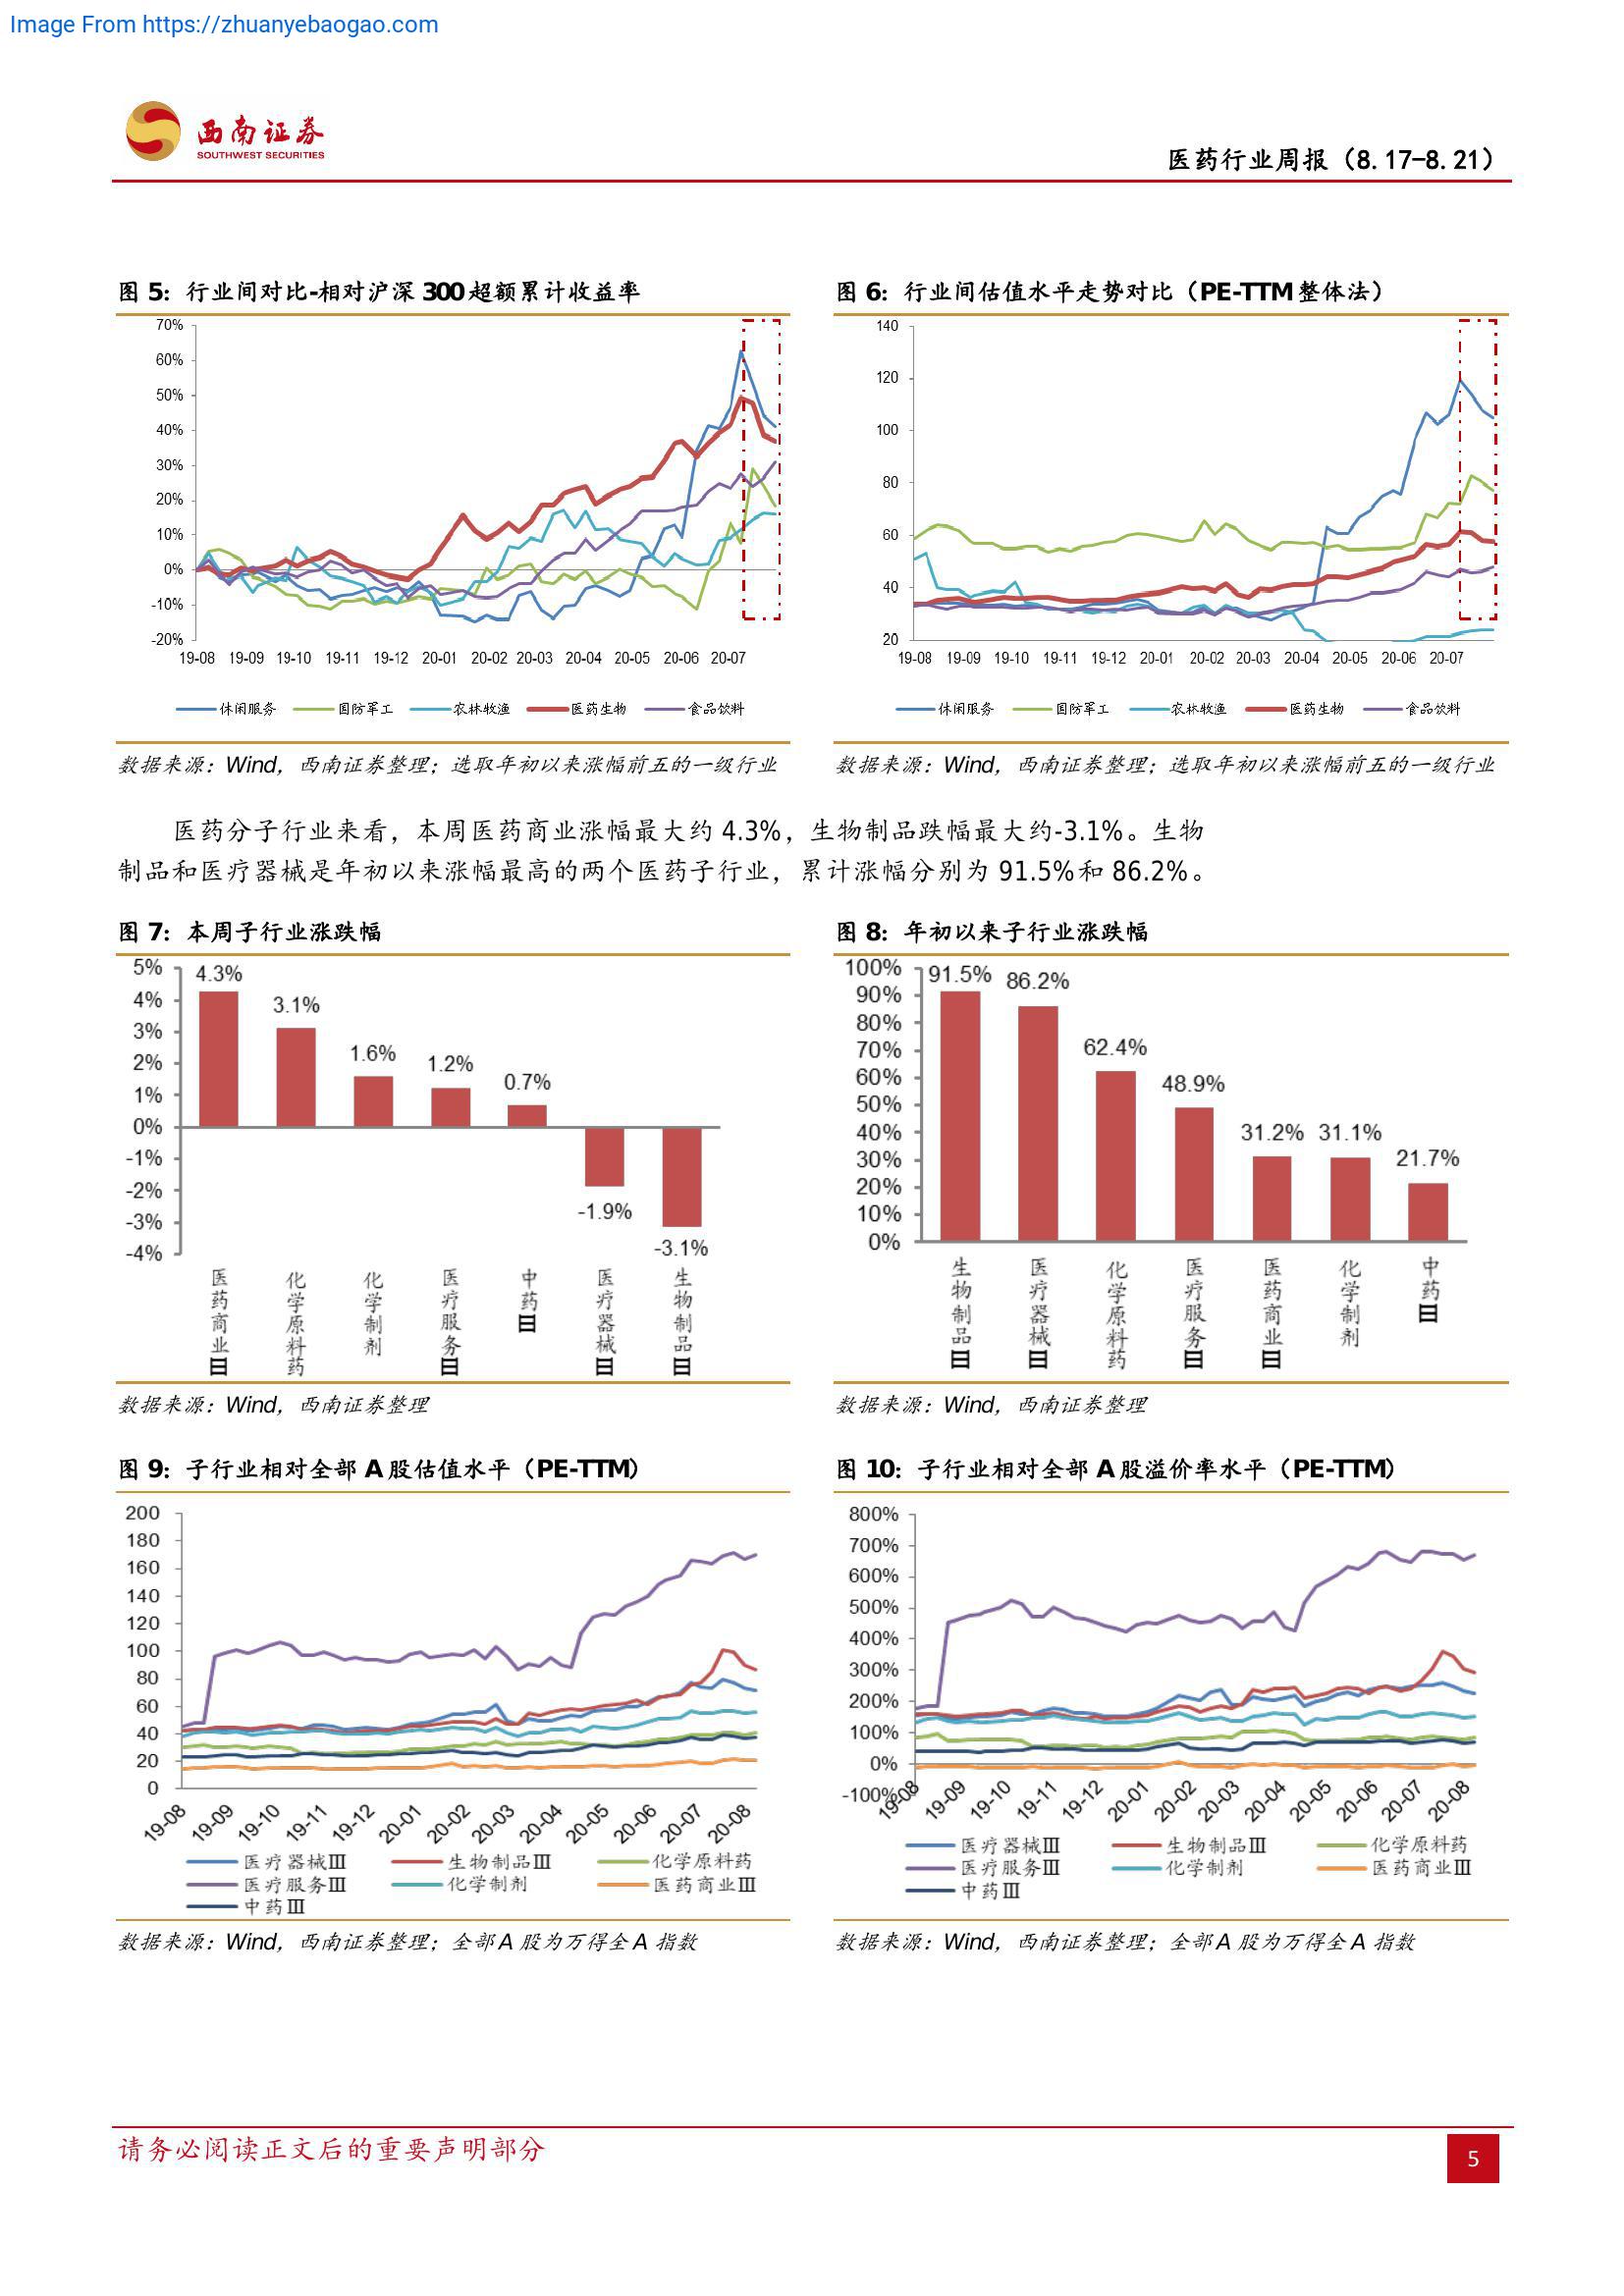 Image From https://zhuanyebaogao.com
西南证券
SOUTHWEST SECURITIES
医药行业周报（8.17-8.21）
图 5：行业间对比-相对沪深 300 超额累计收益率
70%
60%
50%
40%
30%
20%
10%
0%
-10%
-20%
19-08 19-09 19-10 19-11 19-12 20-01 20-02 20-03 20-04 20-05 20-06 20-07
休闲服务 国防军工 农林牧渔 医药生物 食品饮料
数据来源：Wind，西南证券整理；选取年初以来涨幅前五的一级行业
图 6：行业间估值水平走势对比（PE-TTM 整体法）
140
120
100
80
60
40
20
19-08 19-09 19-10 19-11 19-12 20-01 20-02 20-03 20-04 20-05 20-06 20-07
休闲服务 国防军工 农林牧渔 医药生物 食品饮料
数据来源：Wind，西南证券整理；选取年初以来涨幅前五的一级行业
医药分子行业来看，本周医药商业涨幅最大约 4.3%，生物制品跌幅最大约-3.1%。生物
制品和医疗器械是年初以来涨幅最高的两个医药子行业，累计涨幅分别为 91.5%和 86.2%。
图 7：本周子行业涨跌幅
5%
4%
3%
2%
1%
0%
-1%
-2%
-3%
-4%
4.3%
3.1%
1.6%
1.2%
0.7%
-1.9%
-3.1%
医药商业Ⅲ
化学原料药
化学制剂
医疗服务Ⅲ
中药Ⅲ
医疗器械Ⅲ
生物制品Ⅲ
数据来源：Wind，西南证券整理
图 8：年初以来子行业涨跌幅
100%
90%
80%
70%
60%
50%
40%
30%
20%
10%
0%
91.5%
86.2%
62.4%
48.9%
31.2%
31.1%
21.7%
生物制品Ⅲ
医疗器械Ⅲ
化学原料药
医疗服务Ⅲ
医药商业Ⅲ
化学制剂
中药Ⅲ
数据来源：Wind，西南证券整理
图 9：子行业相对全部 A 股估值水平（PE-TTM）
200
180
160
140
120
100
80
60
40
20
0
19-08 19-09 19-10 19-11 19-12 20-01 20-02 20-03 20-04 20-05 20-06 20-07 20-08
医疗器械Ⅲ 生物制品Ⅲ 化学原料药
医疗服务Ⅲ 化学制剂 医药商业Ⅲ
中药Ⅲ
数据来源：Wind，西南证券整理；全部 A 股为万得全 A 指数
图 10：子行业相对全部 A 股溢价率水平（PE-TTM）
800%
700%
600%
500%
400%
300%
200%
100%
0%
-100%
19-08 19-09 19-10 19-11 19-12 20-01 20-02 20-03 20-04 20-05 20-06 20-07 20-08
医疗器械Ⅲ 生物制品Ⅲ 化学原料药
医疗服务Ⅲ 化学制剂 医药商业Ⅲ
中药Ⅲ
数据来源：Wind，西南证券整理；全部 A 股为万得全 A 指数
请务必阅读正文后的重要声明部分
5